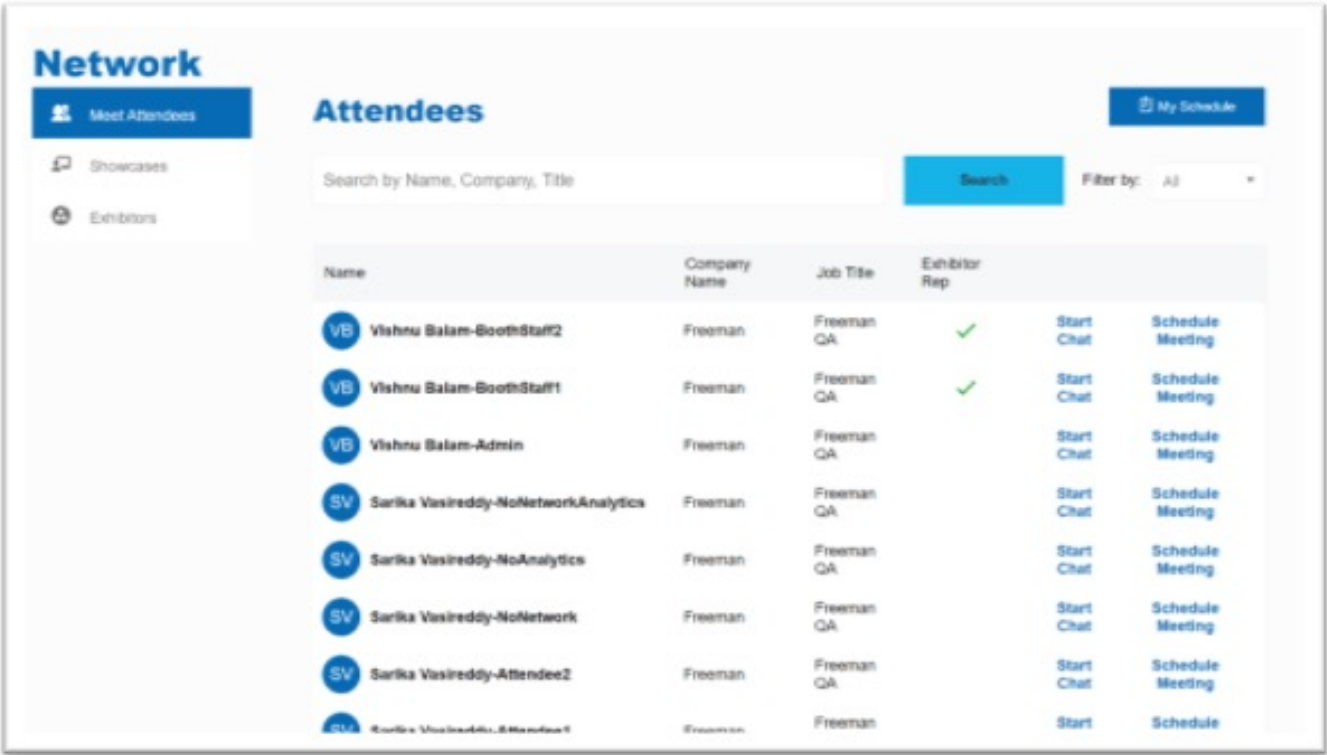 Network
Meet Attendees
Showcases
Exhibitors
Attendees
My Schedule
Search by Name, Company, Title
Search
Filter by: All
Name
Company
Name
Job Title
Exhibitor
Rep
VB Vishnu Balam-BoothStaff2 Freeman
Freeman
QA
Start
Chat
Schedule
Meeting
VB Vishnu Balam-BoothStaff1 Freeman
Freeman
QA
Start
Chat
Schedule
Meeting
VB Vishnu Balam-Admin Freeman
Freeman
QA
Start
Chat
Schedule
Meeting
SV Sarika Vasireddy-NoNetworkAnalytics Freeman
Freeman
QA
Start
Chat
Schedule
Meeting
SV Sarika Vasireddy-NoAnalytics Freeman
Freeman
QA
Start
Chat
Schedule
Meeting
SV Sarika Vasireddy-NoNetwork Freeman
Freeman
QA
Start
Chat
Schedule
Meeting
SV Sarika Vasireddy-Attendee2 Freeman
Freeman
QA
Start
Chat
Schedule
Meeting
SV Sarika Vasireddy-Attendee1 Freeman
Freeman
Start
Schedule